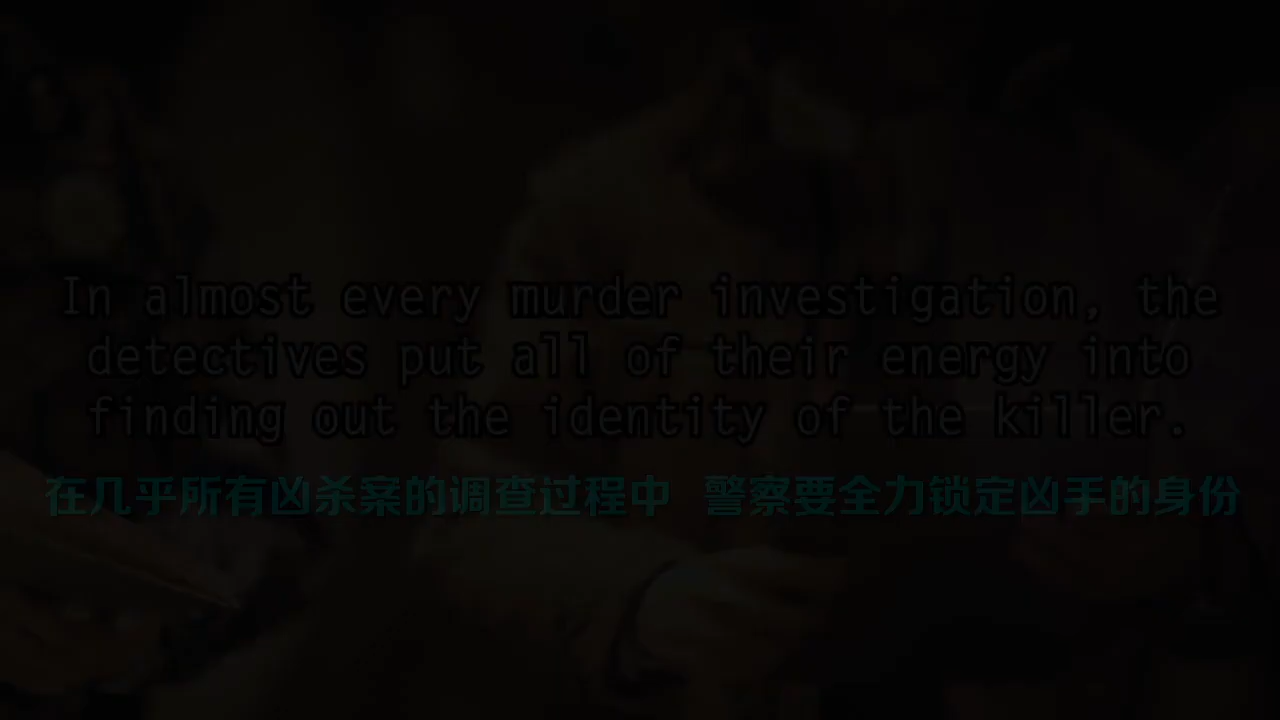 In almost every murder investigation, the
detectives put all of their energy into
finding out the identity of the killer.
在几乎所有凶杀案的调查过程中 警察要全力锁定凶手的身份